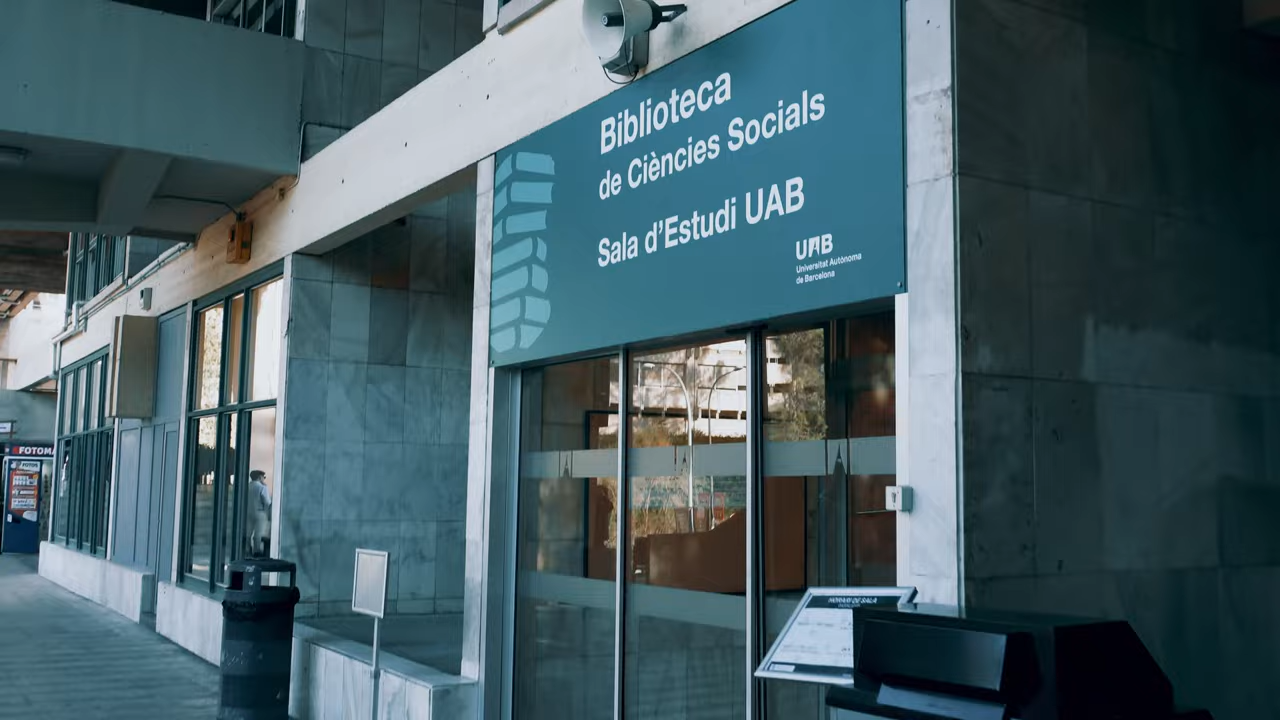 Biblioteca
de Ciències Socials
Sala d'Estudi UAB
UAB
Universitat Autònoma
de Barcelona
FOTOM
HORARI DE SALA